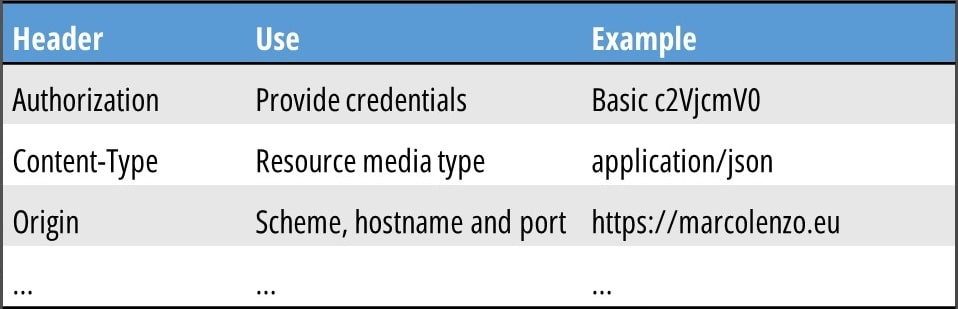 Header Use Example
Authorization Provide credentials Basic c2VjcmV0
Content-Type Resource media type application/json
Origin Scheme, hostname and port https://marcolenzo.eu
... ... ...